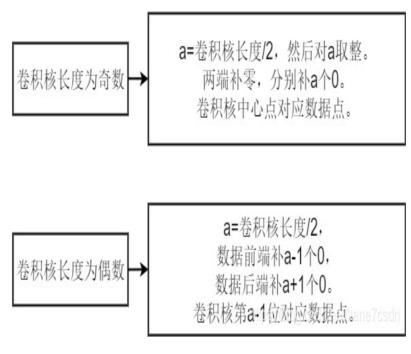 卷积核长度为奇数
a=卷积核长度/2，然后对a取整。
两端补零，分别补a个0。
卷积核中心点对应数据点。
卷积核长度为偶数
a=卷积核长度/2，
数据前端补a-1个0，
数据后端补a+1个0。
卷积核第a-1位对应数据点。